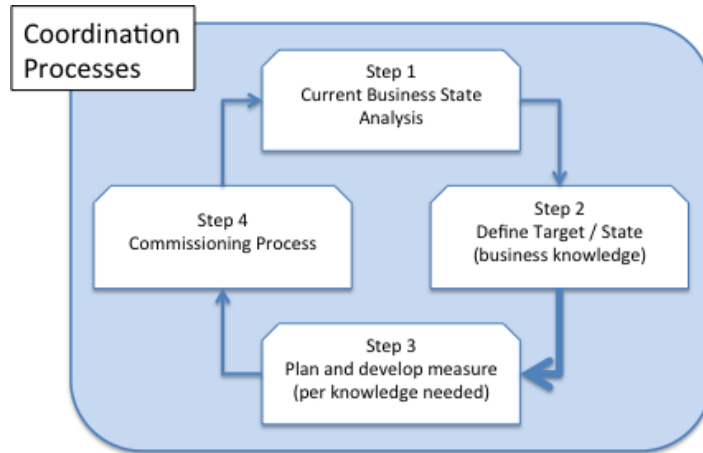 Coordination
Processes
Step 1
Current Business State
Analysis
Step 2
Define Target / State
(business knowledge)
Step 3
Plan and develop measure
(per knowledge needed)
Step 4
Commissioning Process